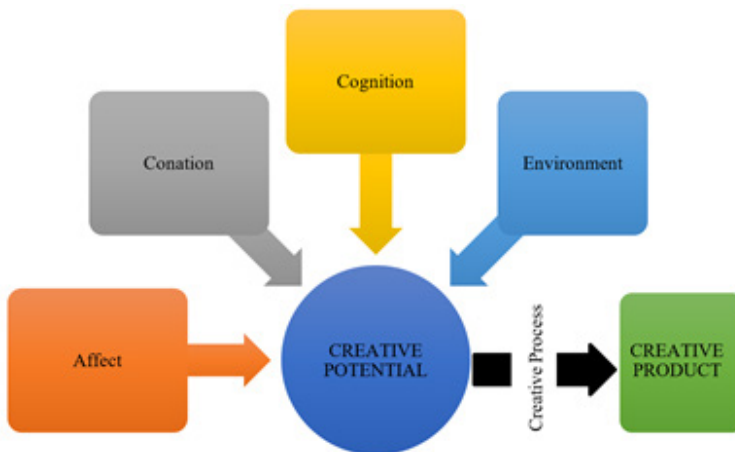 Cognition
Conation
Environment
Affect
CREATIVE
POTENTIAL
Creative Process
CREATIVE
PRODUCT